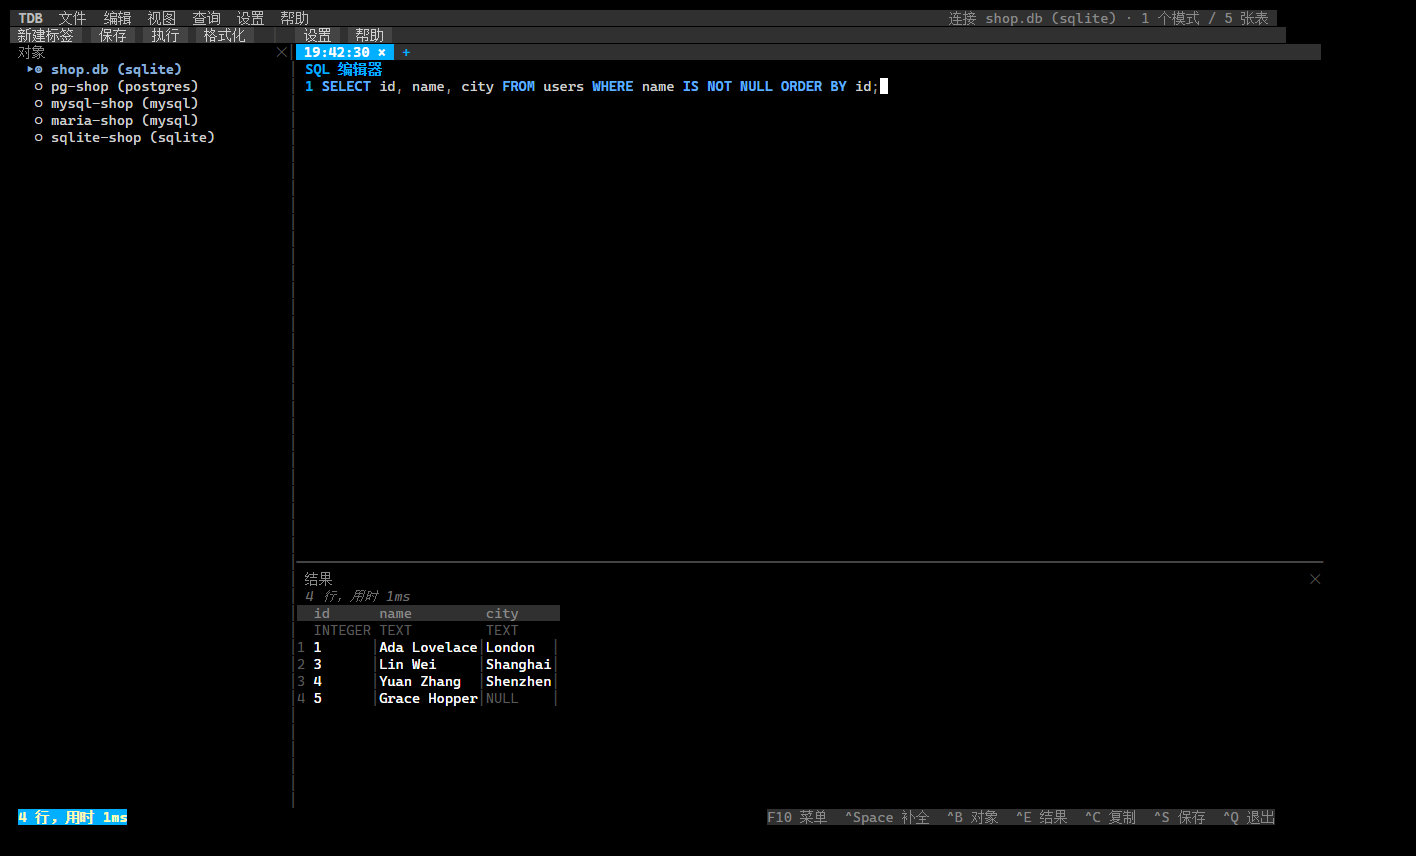 TDB 文件 编辑 视图 查询 设置 帮助 连接 shop.db (sqlite) · 1 个模式 / 5 张表
新建标签 保存 执行 格式化 设置 帮助
对象 × 19:42:30 × +
▸◉ shop.db (sqlite)
○ pg-shop (postgres)
○ mysql-shop (mysql)
○ maria-shop (mysql)
○ sqlite-shop (sqlite)
SQL 编辑器
1 SELECT id, name, city FROM users WHERE name IS NOT NULL ORDER BY id;
结果 ×
4 行, 用时 1ms
id name city
INTEGER TEXT TEXT
1 1 │Ada Lovelace│London │
2 3 │Lin Wei │Shanghai│
3 4 │Yuan Zhang │Shenzhen│
4 5 │Grace Hopper│NULL │
4 行, 用时 1ms F10 菜单 ^Space 补全 ^B 对象 ^E 结果 ^C 复制 ^S 保存 ^Q 退出